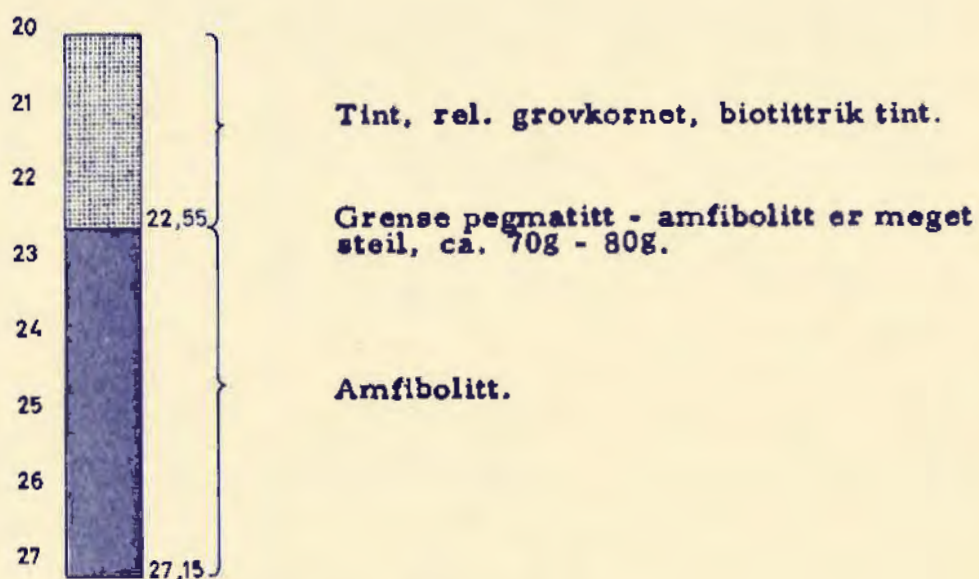 20
21
Tint, rel. grovkornet, biotittrik tint.
22
22,55
Grense pegmatitt - amfibolitt er meget
steil, ca. 70g - 80g.
23
24
Amfibolitt.
25
26
27
27,15